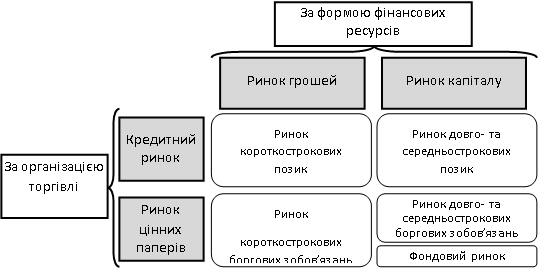 За формою фінансових
ресурсів
Ринок грошей
Ринок капіталу
За організацією
торгівлі
Кредитний
ринок
Ринок
короткострокових
позик
Ринок довго- та
середньострокових
позик
Ринок
цінних
паперів
Ринок
короткострокових
боргових зобов'язань
Ринок довго- та
середньострокових
боргових зобов'язань
Фондовий ринок